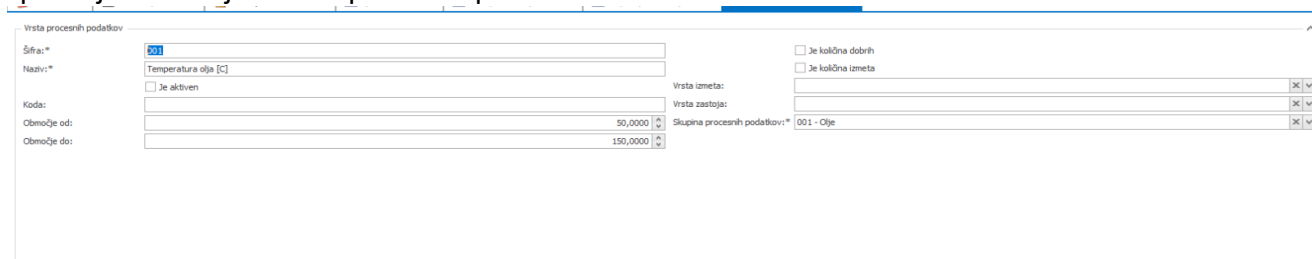 Vrsta procesnih podatkov
Šifra:* 001
Naziv:* Temperatura olja [C]
Je aktiven
Koda:
Območje od: 50,0000
Območje do: 150,0000
Je količina dobrih
Je količina izmeta
Vrsta izmeta:
Vrsta zastoja:
Skupina procesnih podatkov:* 001 - Olje